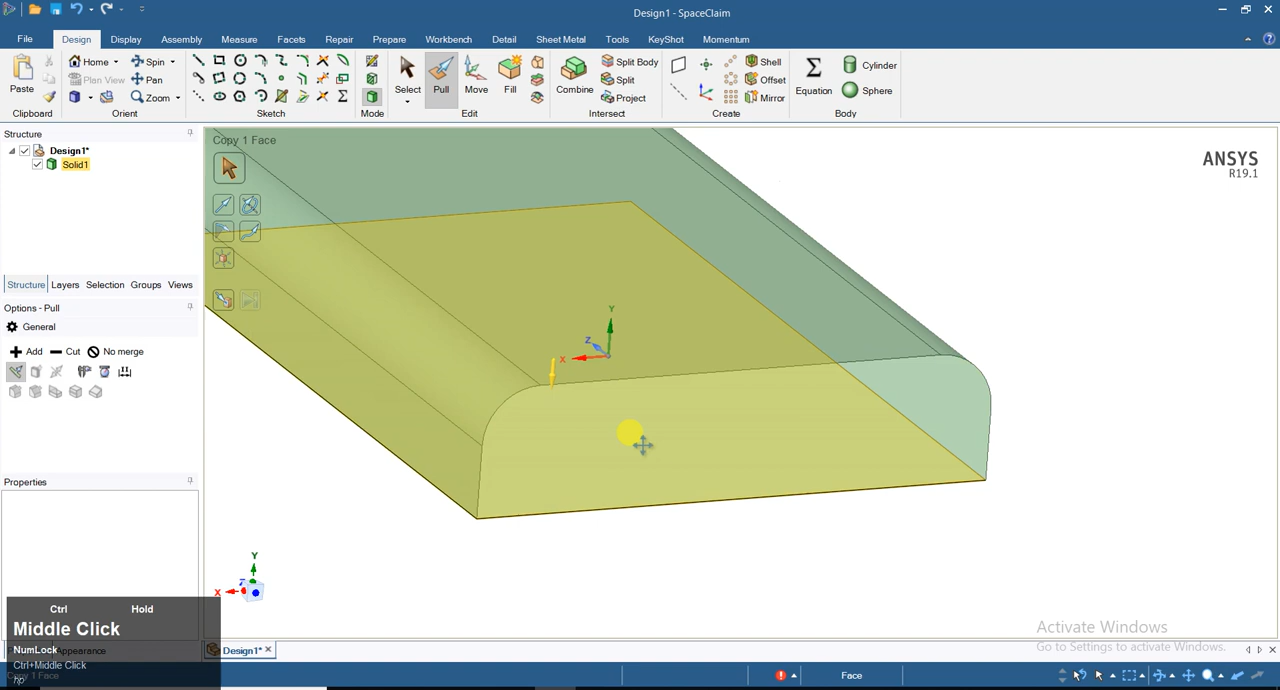 Design1 - SpaceClaim
File Design Display Assembly Measure Facets Repair Prepare Workbench Detail Sheet Metal Tools KeyShot Momentum
Paste
Clipboard
Home Spin
Plan View Pan
Zoom
Orient
Sketch
Mode
Select Pull Move Fill
Edit
Combine
Split Body
Split
Project
Intersect
Shell
Offset
Mirror
Create
Equation
Cylinder
Sphere
Body
Structure
Design1*
Solid1
Structure Layers Selection Groups Views
Options - Pull
General
Add Cut No merge
Properties
Copy 1 Face
ANSYS
R19.1
Y
Z
X
Y
Z
X
Ctrl Hold
Middle Click
NumLock
Ctrl+Middle Click
Appearance
Copy 1 Face
Design1*
Activate Windows
Go to Settings to activate Windows.
Face